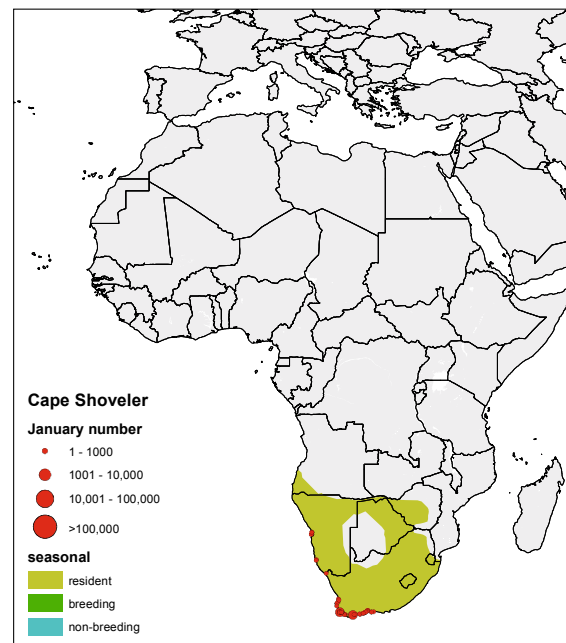 Cape Shoveler
January number
1 - 1000
1001 - 10,000
10,001 - 100,000
>100,000
seasonal
resident
breeding
non-breeding